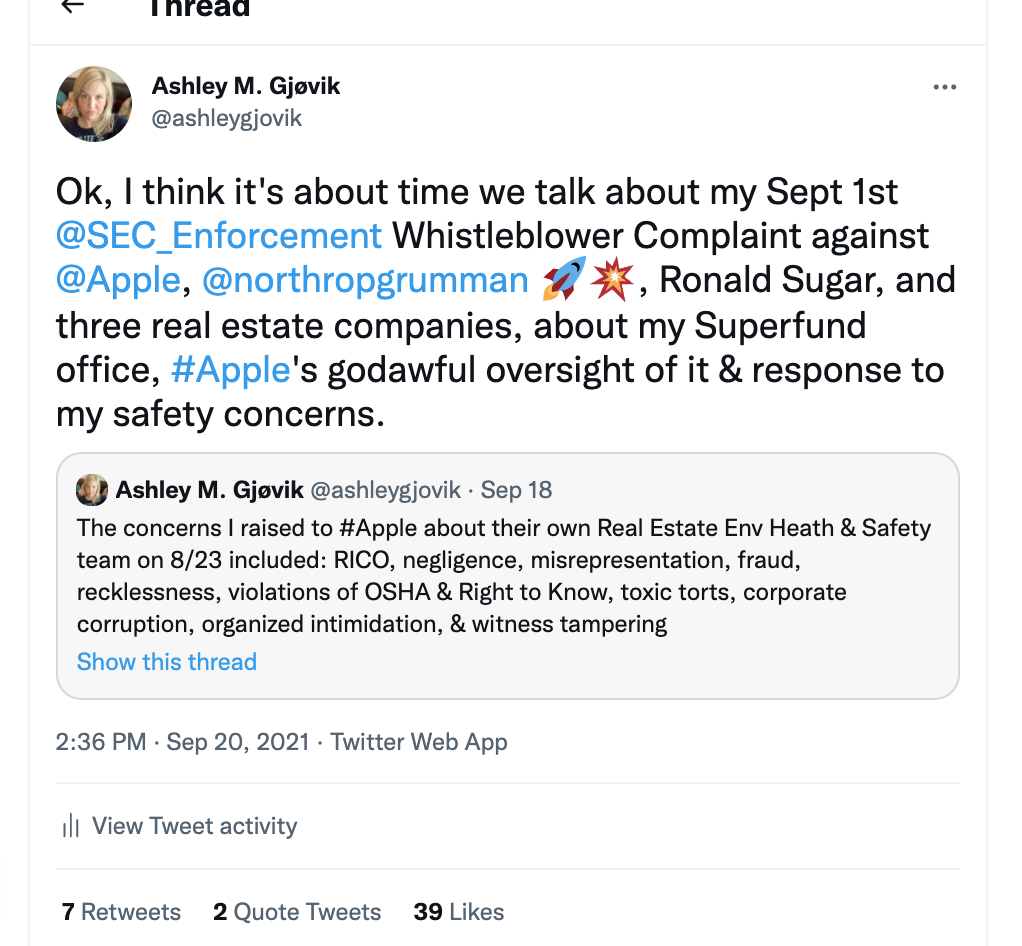 Thread
Ashley M. Gjøvik
@ashleygjovik
Ok, I think it's about time we talk about my Sept 1st
@SEC_Enforcement Whistleblower Complaint against
@Apple, @northropgrumman 🚀💥, Ronald Sugar, and
three real estate companies, about my Superfund
office, #Apple's godawful oversight of it & response to
my safety concerns.
Ashley M. Gjøvik @ashleygjovik · Sep 18
The concerns I raised to #Apple about their own Real Estate Env Heath & Safety
team on 8/23 included: RICO, negligence, misrepresentation, fraud,
recklessness, violations of OSHA & Right to Know, toxic torts, corporate
corruption, organized intimidation, & witness tampering
Show this thread
2:36 PM · Sep 20, 2021 · Twitter Web App
View Tweet activity
7 Retweets 2 Quote Tweets 39 Likes